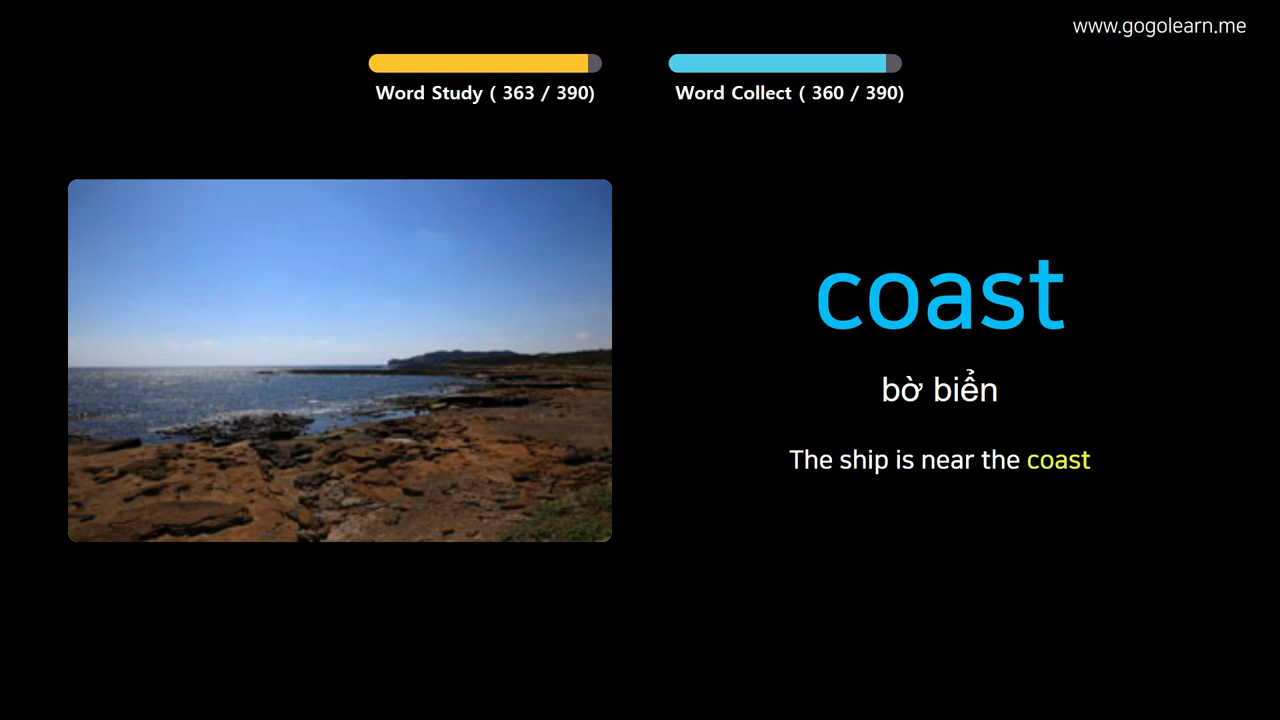 www.gogolearn.me
Word Study ( 363 / 390)
Word Collect ( 360 / 390)
coast
bờ biển
The ship is near the coast